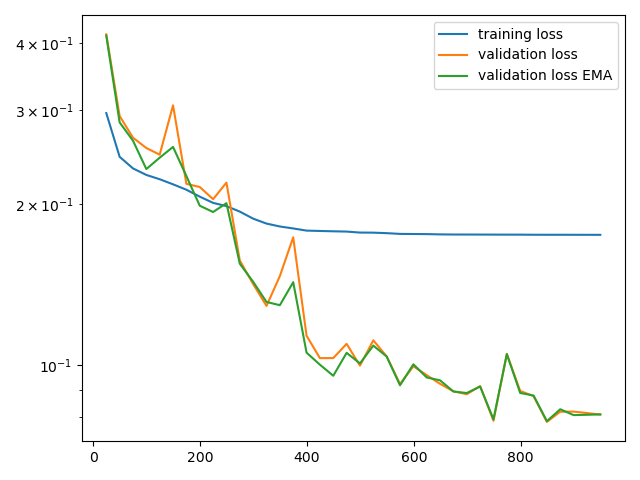 training loss
validation loss
validation loss EMA
4 × 10⁻¹
3 × 10⁻¹
2 × 10⁻¹
10⁻¹
0 200 400 600 800